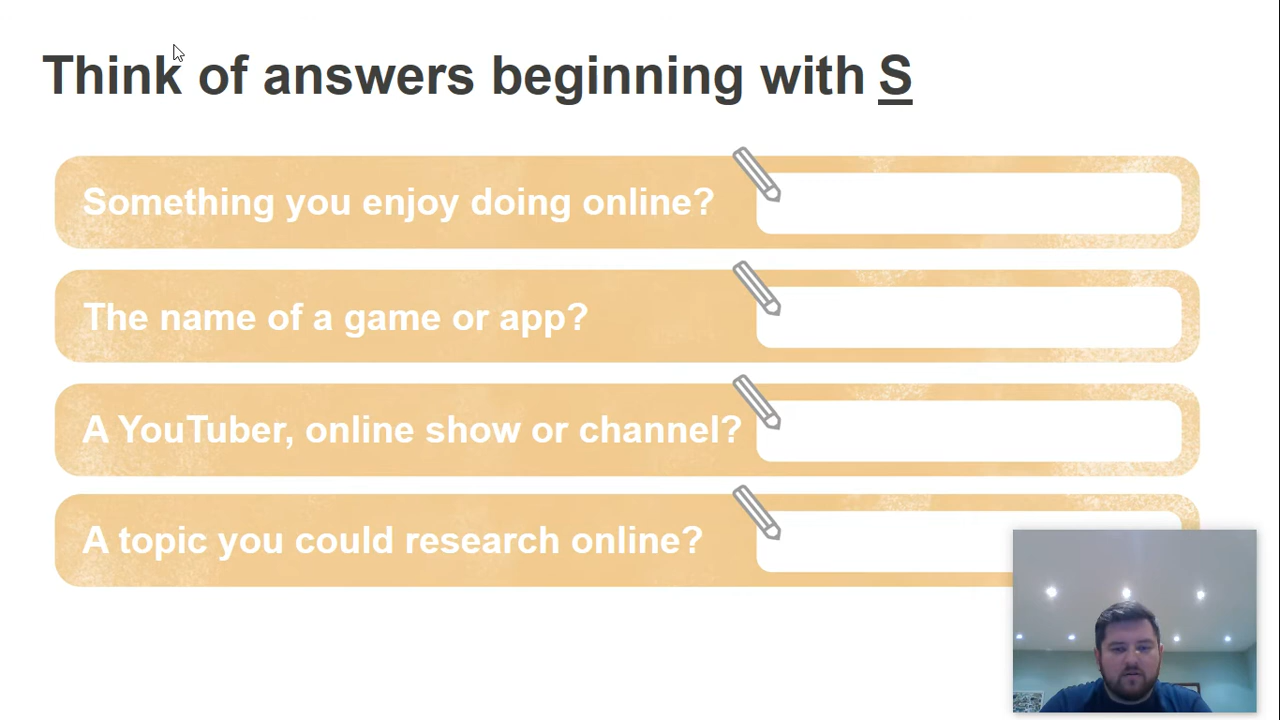 Think of answers beginning with S
Something you enjoy doing online?
The name of a game or app?
A YouTuber, online show or channel?
A topic you could research online?